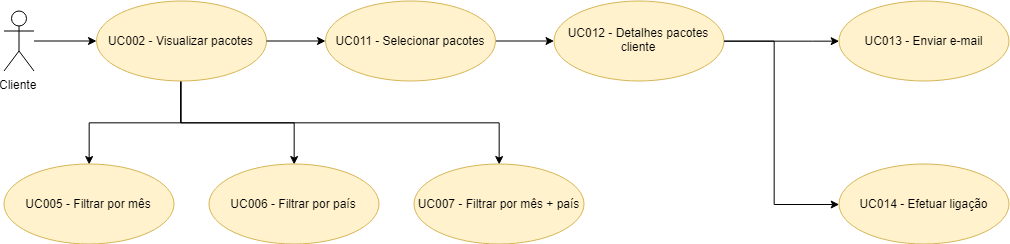 Cliente
UC002 - Visualizar pacotes
UC011 - Selecionar pacotes
UC012 - Detalhes pacotes
cliente
UC013 - Enviar e-mail
UC005 - Filtrar por mês
UC006 - Filtrar por país
UC007 - Filtrar por mês + país
UC014 - Efetuar ligação